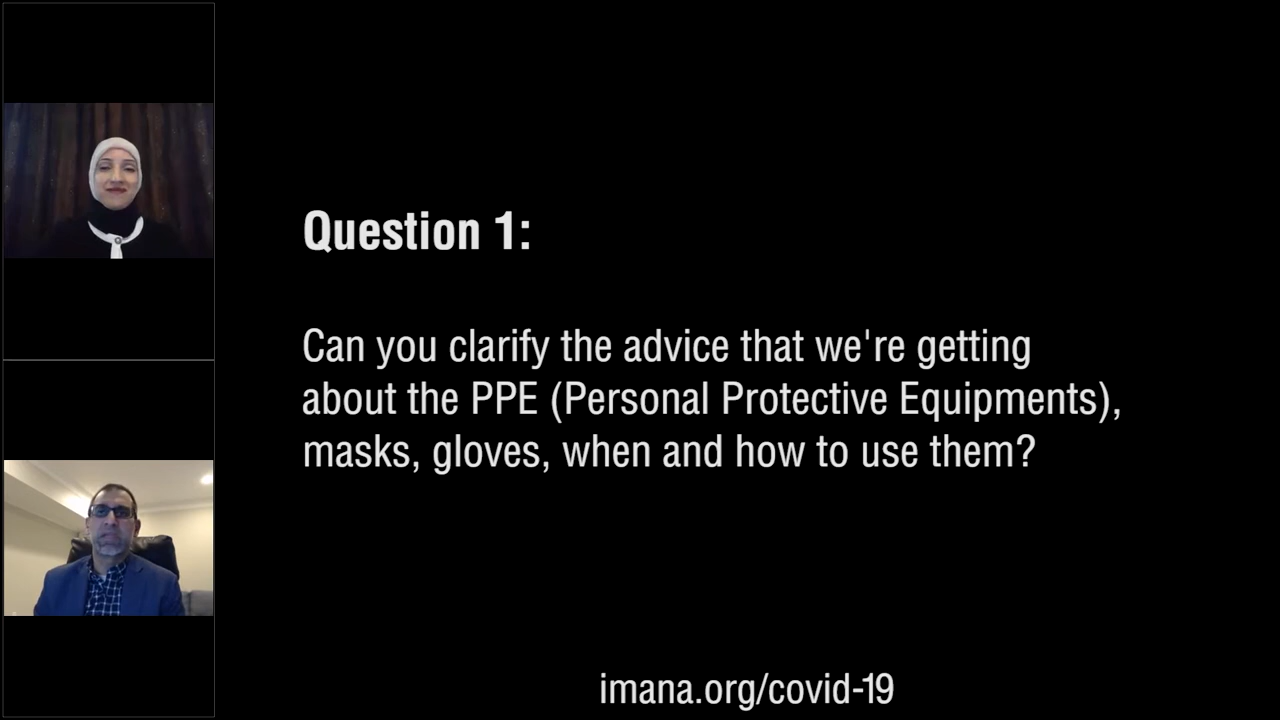 Question 1:
Can you clarify the advice that we're getting
about the PPE (Personal Protective Equipments),
masks, gloves, when and how to use them?
imana.org/covid-19